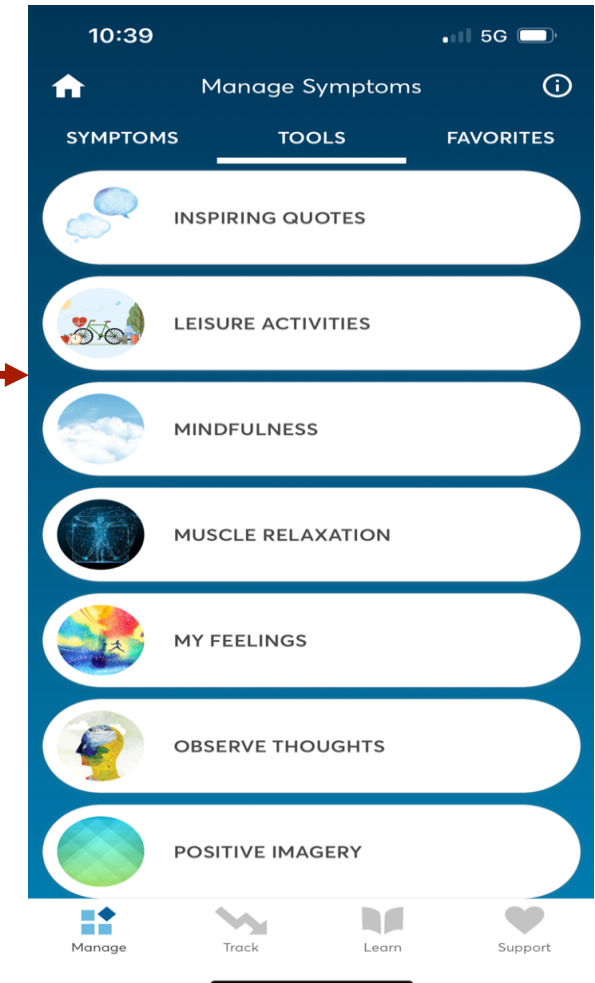 10:39 5G
Manage Symptoms
SYMPTOMS TOOLS FAVORITES
INSPIRING QUOTES
LEISURE ACTIVITIES
MINDFULNESS
MUSCLE RELAXATION
MY FEELINGS
OBSERVE THOUGHTS
POSITIVE IMAGERY
Manage Track Learn Support